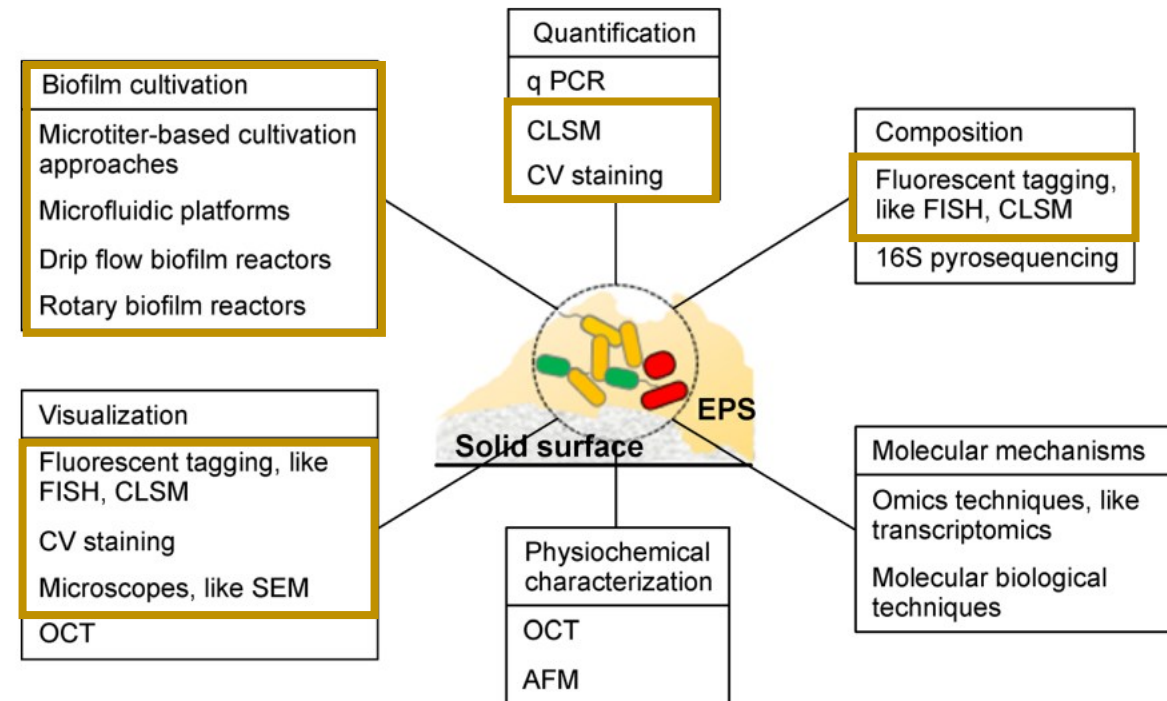 Quantification
q PCR
CLSM
CV staining
Biofilm cultivation
Microtiter-based cultivation
approaches
Microfluidic platforms
Drip flow biofilm reactors
Rotary biofilm reactors
Composition
Fluorescent tagging,
like FISH, CLSM
16S pyrosequencing
EPS
Solid surface
Visualization
Fluorescent tagging, like
FISH, CLSM
CV staining
Microscopes, like SEM
OCT
Physiochemical
characterization
OCT
AFM
Molecular mechanisms
Omics techniques, like
transcriptomics
Molecular biological
techniques